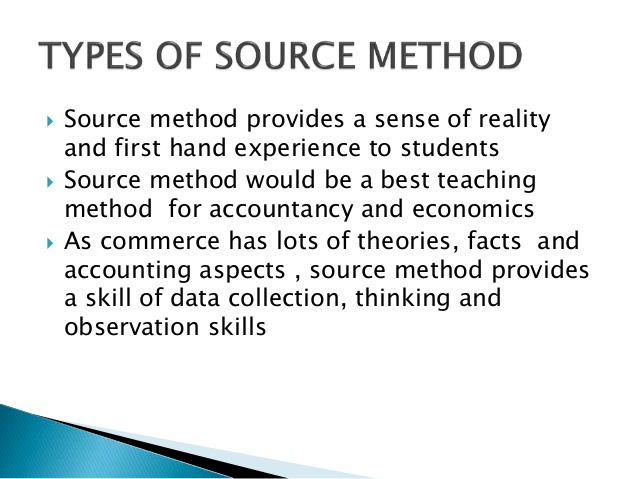 TYPES OF SOURCE METHOD
Source method provides a sense of reality
and first hand experience to students
Source method would be a best teaching
method  for accountancy and economics
As commerce has lots of theories, facts  and
accounting aspects , source method provides
a skill of data collection, thinking and
observation skills